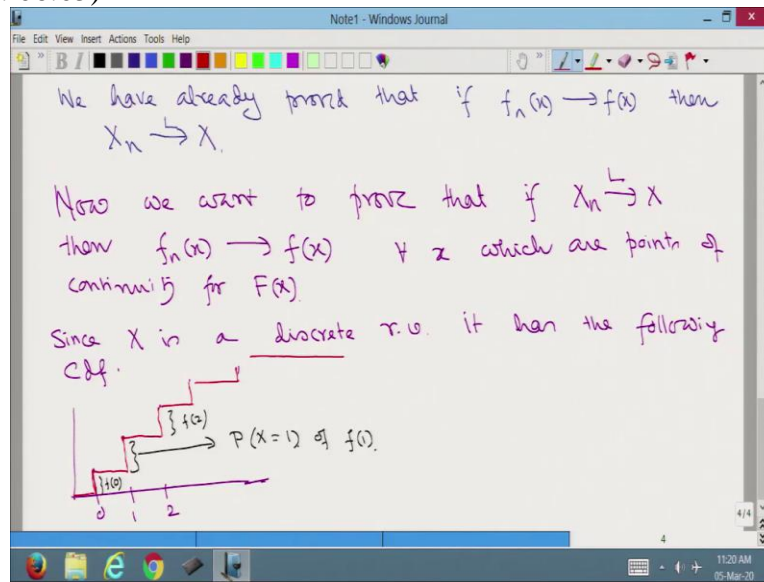 Note1 - Windows Journal
File Edit View Insert Actions Tools Help
B I
We have already proved that if fₙ(x) → f(x) then
Xₙ →ᴸ X.
Now we want to prove that if Xₙ →ᴸ X
then fₙ(x) → f(x) ∀ x which are points of
continuity for F(x)
Since X is a discrete r.v. it has the following
cdf.
} f(2)
P(X=1) of f(1).
} f(0)
0 1 2
4/4
4
11:20 AM
05-Mar-20